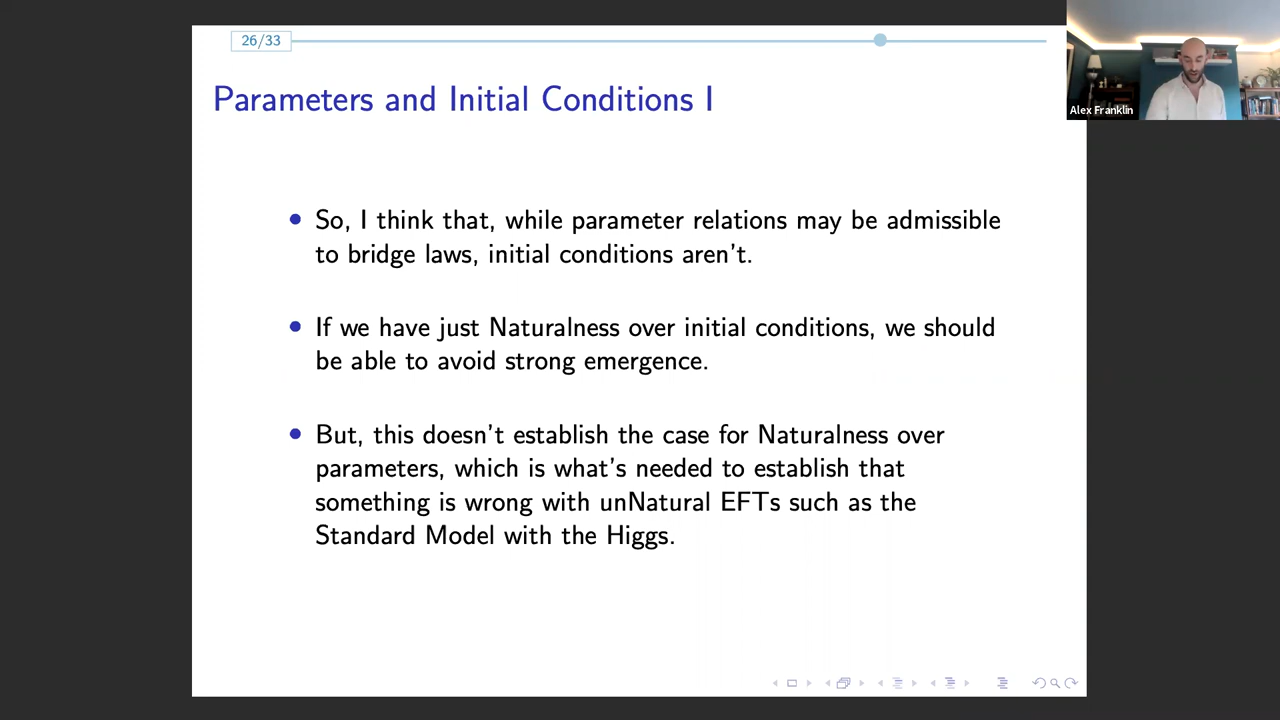 26/33
Alex Franklin
Parameters and Initial Conditions I
So, I think that, while parameter relations may be admissible
to bridge laws, initial conditions aren't.
If we have just Naturalness over initial conditions, we should
be able to avoid strong emergence.
But, this doesn't establish the case for Naturalness over
parameters, which is what's needed to establish that
something is wrong with unNatural EFTs such as the
Standard Model with the Higgs.